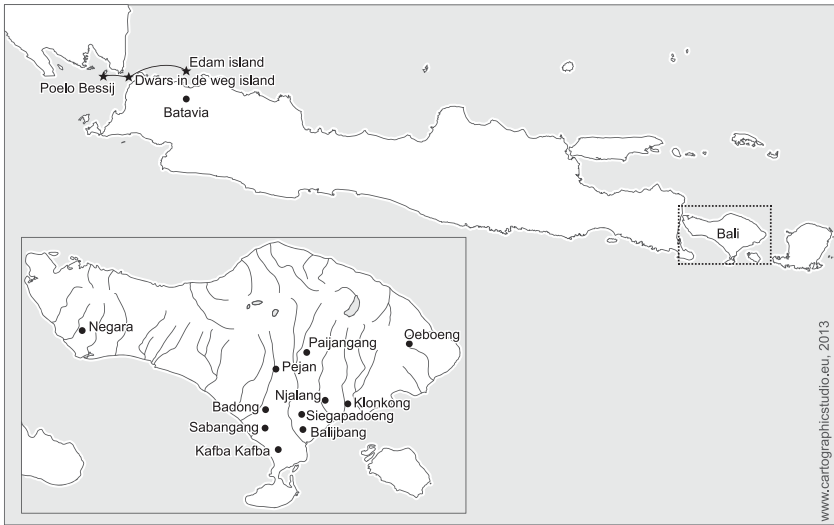 Edam island
Dwars in de weg island
Poelo Bessij
Batavia
Bali
Negara
Oeboeng
Paijangang
Pejan
Njalang
Klonkong
Badong
Siegapadoeng
Sabangang
Balijbang
Kafba Kafba
www.cartographicstudio.eu, 2013